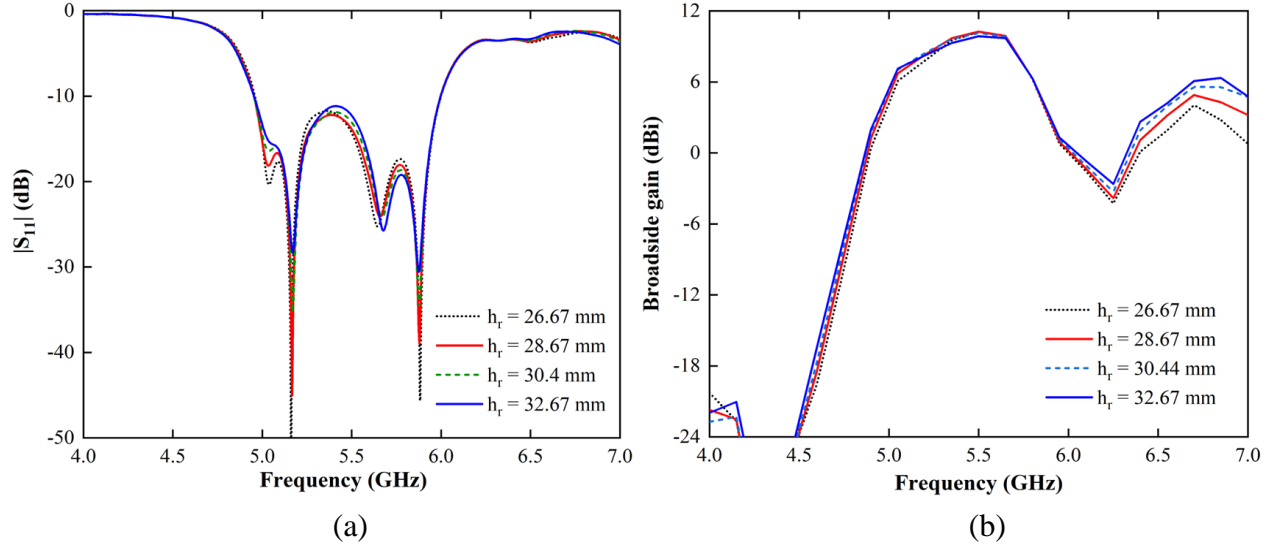 0
-10
-20
-30
-40
-50
|S11| (dB)
4.0 4.5 5.0 5.5 6.0 6.5 7.0
Frequency (GHz)
hr = 26.67 mm
hr = 28.67 mm
hr = 30.4 mm
hr = 32.67 mm
(a)
12
6
0
-6
-12
-18
-24
Broadside gain (dBi)
4.0 4.5 5.0 5.5 6.0 6.5 7.0
Frequency (GHz)
hr = 26.67 mm
hr = 28.67 mm
hr = 30.44 mm
hr = 32.67 mm
(b)